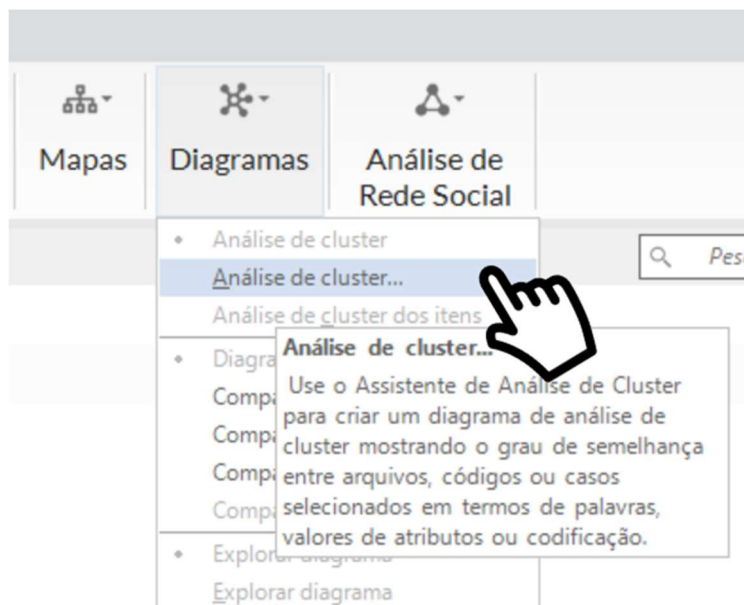 Mapas
Diagramas
Análise de
Rede Social
Análise de cluster
Análise de cluster...
Análise de cluster dos itens
Análise de cluster...
Use o Assistente de Análise de Cluster
para criar um diagrama de análise de
cluster mostrando o grau de semelhança
entre arquivos, códigos ou casos
selecionados em termos de palavras,
valores de atributos ou codificação.
Explorar diagrama
Explorar diagrama